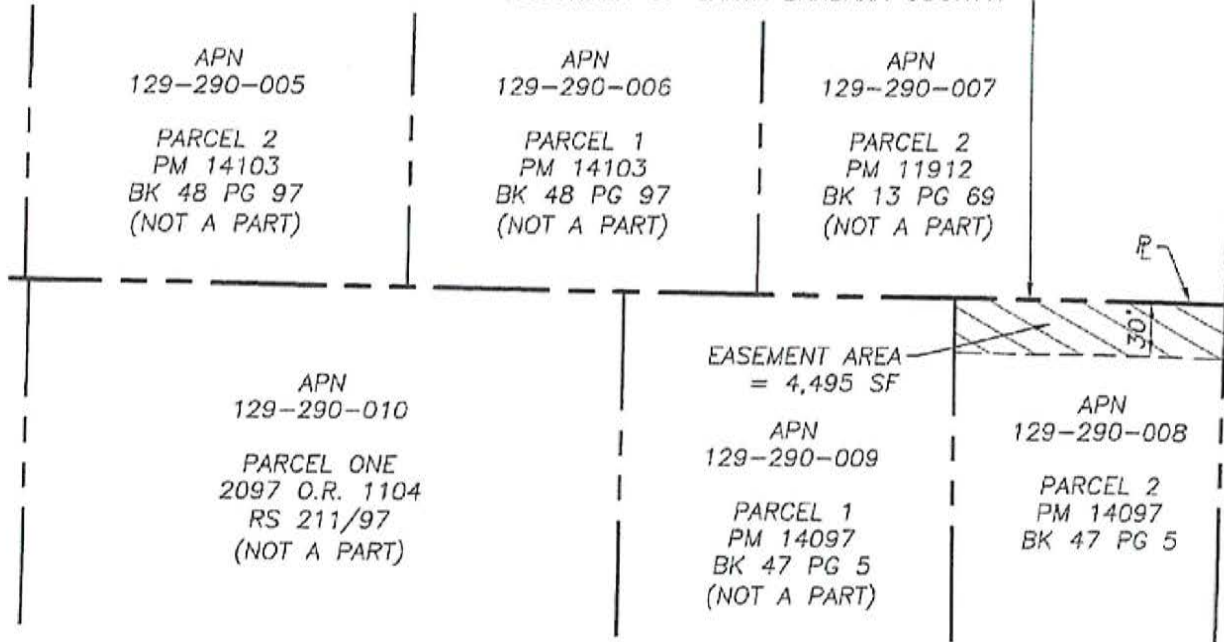 APN
129-290-005
PARCEL 2
PM 14103
BK 48 PG 97
(NOT A PART)
APN
129-290-006
PARCEL 1
PM 14103
BK 48 PG 97
(NOT A PART)
APN
129-290-007
PARCEL 2
PM 11912
BK 13 PG 69
(NOT A PART)
PL
30'
EASEMENT AREA
= 4,495 SF
APN
129-290-010
PARCEL ONE
2097 O.R. 1104
RS 211/97
(NOT A PART)
APN
129-290-009
PARCEL 1
PM 14097
BK 47 PG 5
(NOT A PART)
APN
129-290-008
PARCEL 2
PM 14097
BK 47 PG 5